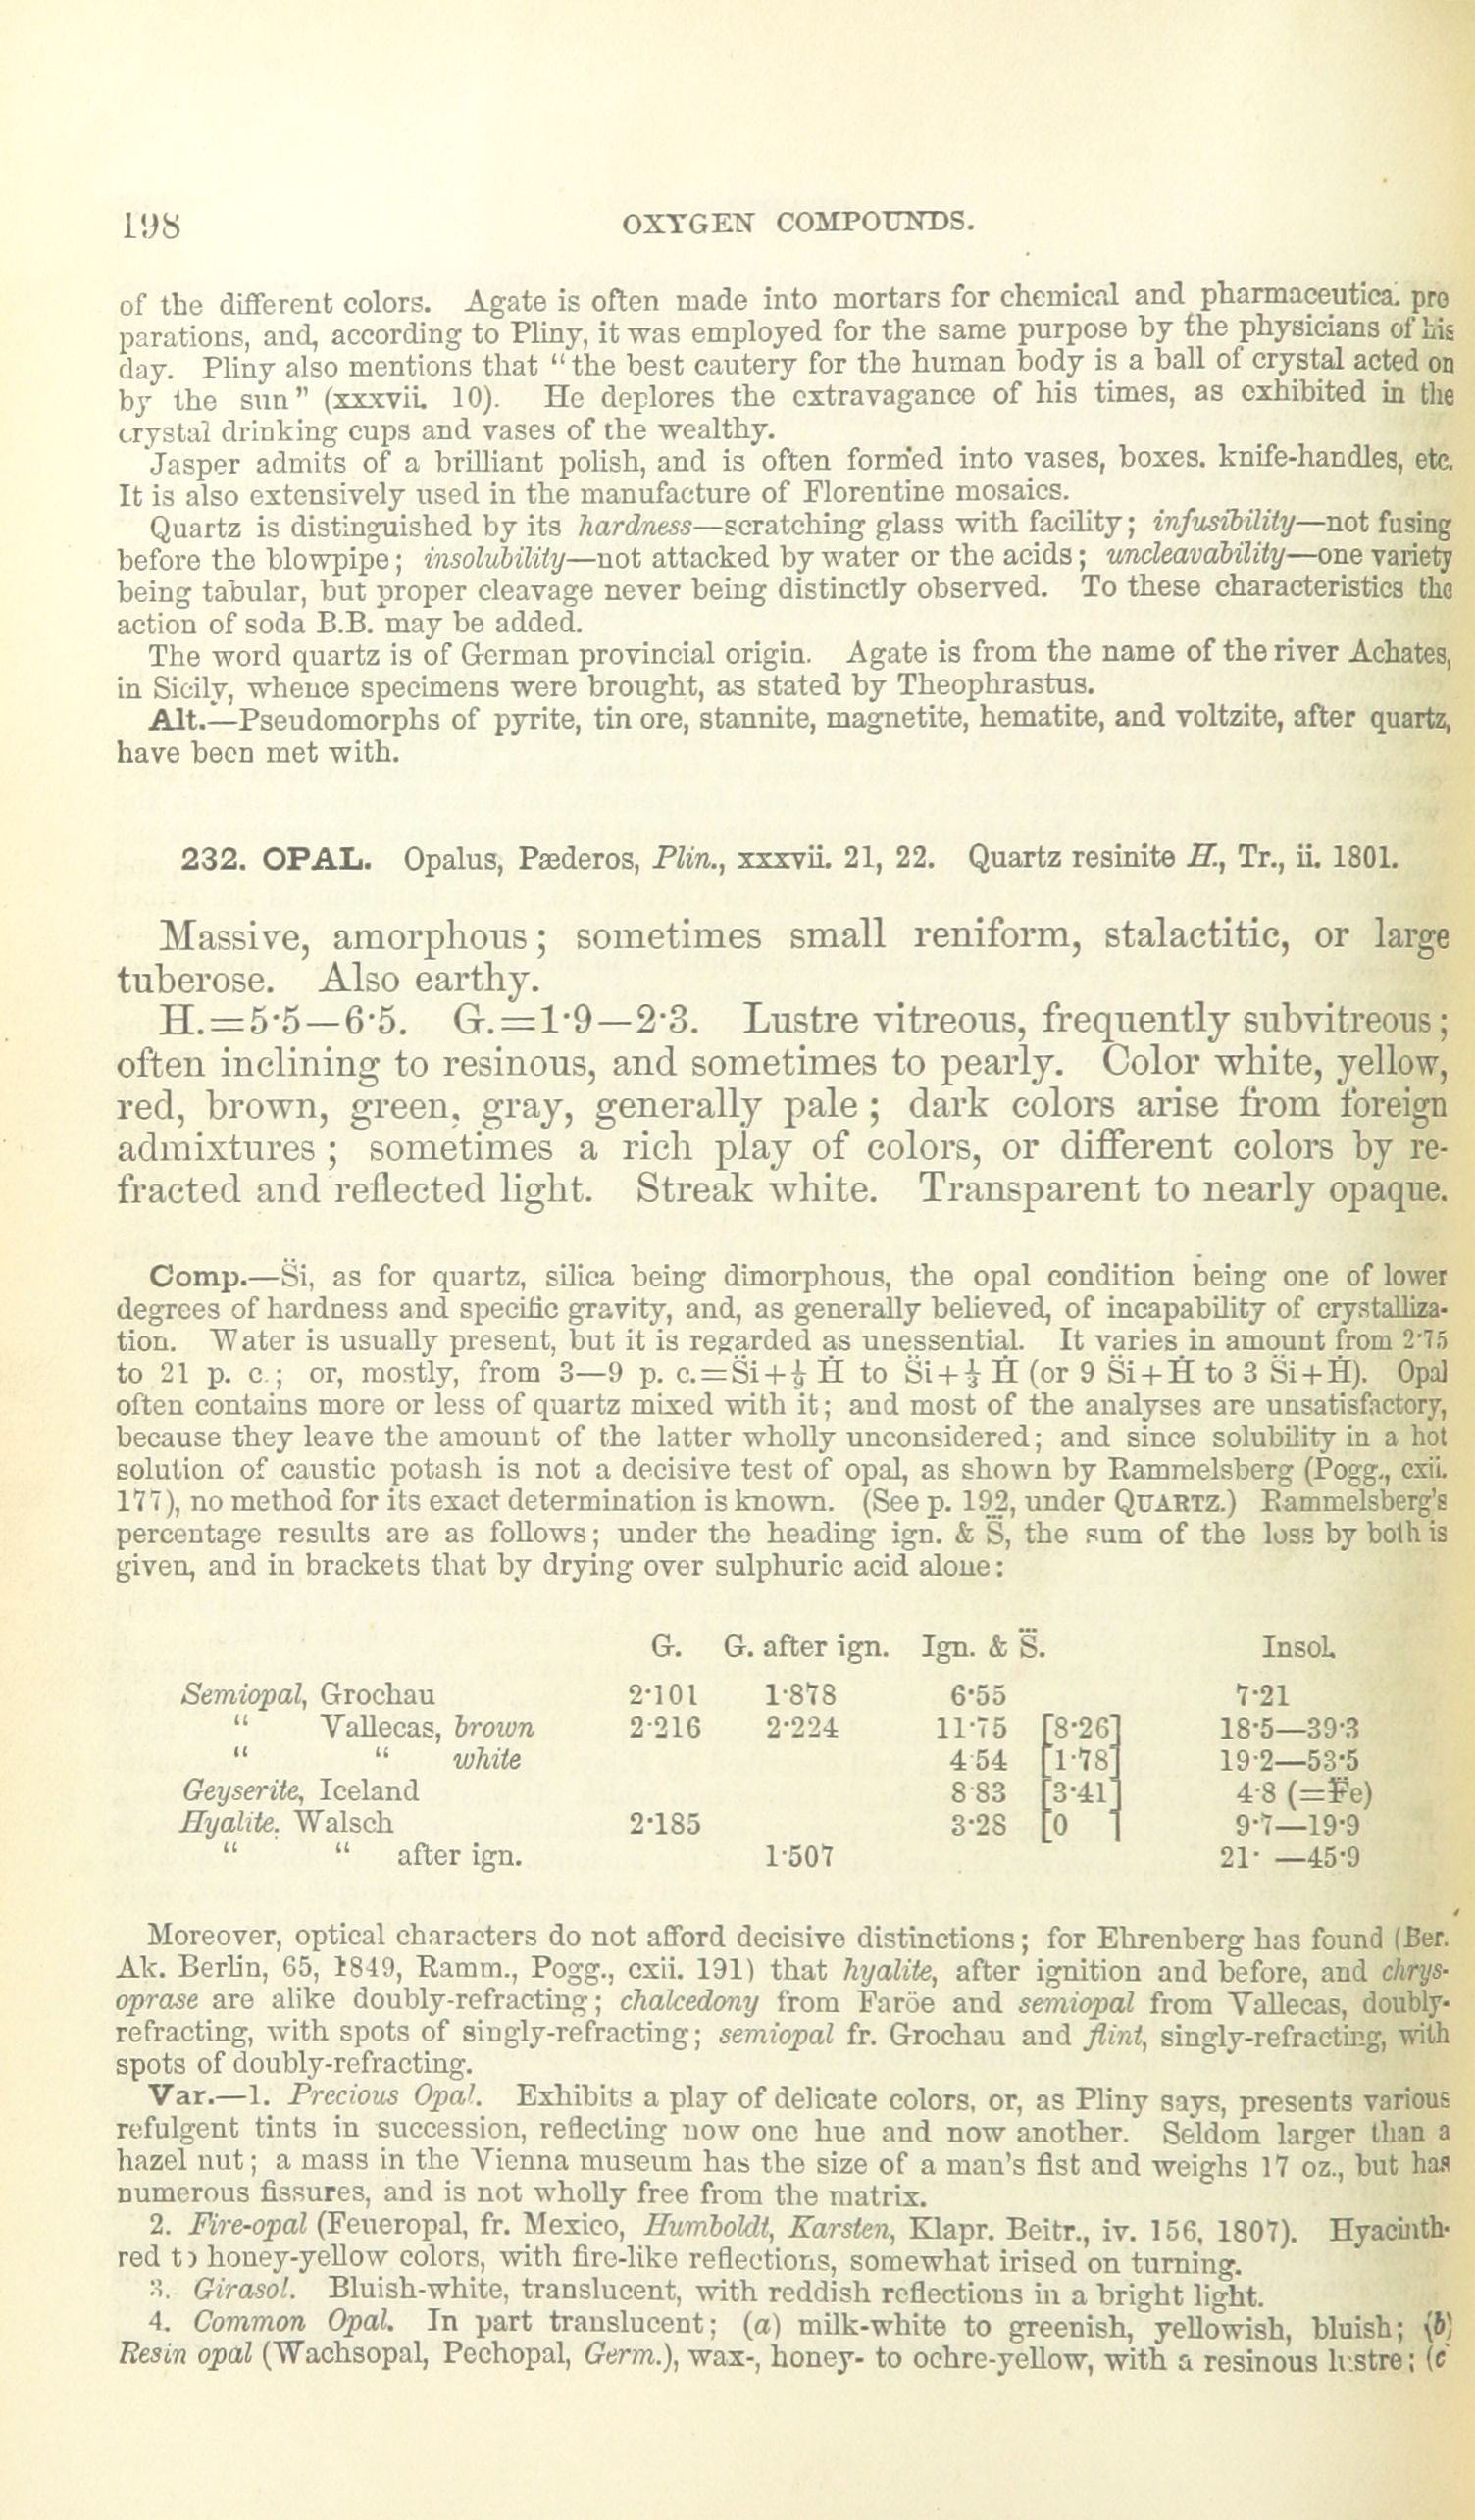 198 OXYGEN COMPOUNDS.
of the different colors. Agate is often made into mortars for chemical and pharmaceutica. pre
parations, and, according to Pliny, it was employed for the same purpose by the physicians of his
day. Pliny also mentions that “the best cautery for the human body is a ball of crystal acted on
by the sun” (xxxvii. 10). He deplores the extravagance of his times, as exhibited in the
crystal drinking cups and vases of the wealthy.
Jasper admits of a brilliant polish, and is often formed into vases, boxes. knife-handles, etc.
It is also extensively used in the manufacture of Florentine mosaics.
Quartz is distinguished by its hardness—scratching glass with facility; infusibility—not fusing
before the blowpipe; insolubility—not attacked by water or the acids; uncleavability—one variety
being tabular, but proper cleavage never being distinctly observed. To these characteristics the
action of soda B.B. may be added.
The word quartz is of German provincial origin. Agate is from the name of the river Achates,
in Sicily, whence specimens were brought, as stated by Theophrastus.
Alt.—Pseudomorphs of pyrite, tin ore, stannite, magnetite, hematite, and voltzite, after quartz,
have been met with.
232. OPAL. Opalus, Pæderos, Plin., xxxvii. 21, 22. Quartz resinite H., Tr., ii. 1801.
Massive, amorphous; sometimes small reniform, stalactitic, or large
tuberose. Also earthy.
H.=5·5—6·5. G.=1·9—2·3. Lustre vitreous, frequently subvitreous;
often inclining to resinous, and sometimes to pearly. Color white, yellow,
red, brown, green, gray, generally pale; dark colors arise from foreign
admixtures; sometimes a rich play of colors, or different colors by re-
fracted and reflected light. Streak white. Transparent to nearly opaque.
Comp.—S̈i, as for quartz, silica being dimorphous, the opal condition being one of lower
degrees of hardness and specific gravity, and, as generally believed, of incapability of crystalliza-
tion. Water is usually present, but it is regarded as unessential. It varies in amount from 2·75
to 21 p. c.; or, mostly, from 3—9 p. c.=S̈i+⅑ Ḣ to S̈i+⅓ Ḣ (or 9 S̈i+Ḣ to 3 S̈i+Ḣ). Opal
often contains more or less of quartz mixed with it; and most of the analyses are unsatisfactory,
because they leave the amount of the latter wholly unconsidered; and since solubility in a hot
solution of caustic potash is not a decisive test of opal, as shown by Rammelsberg (Pogg., cxii.
177), no method for its exact determination is known. (See p. 192, under QUARTZ.) Rammelsberg's
percentage results are as follows; under the heading ign. & S⃛, the sum of the loss by both is
given, and in brackets that by drying over sulphuric acid alone:
G. G. after ign. Ign. & S⃛. Insol.
Semiopal, Grochau 2·101 1·878 6·55 7·21
“ Vallecas, brown 2·216 2·224 11·75 [8·26] 18·5—39·3
“ “ white 4·54 [1·78] 19·2—53·5
Geyserite, Iceland 8·83 [3·41] 4·8 (=F⃛e)
Hyalite, Walsch 2·185 3·28 [0 ] 9·7—19·9
“ “ after ign. 1·507 21· —45·9
Moreover, optical characters do not afford decisive distinctions; for Ehrenberg has found (Ber.
Ak. Berlin, 65, 1849, Ramm., Pogg., cxii. 191) that hyalite, after ignition and before, and chrys-
oprase are alike doubly-refracting; chalcedony from Faröe and semiopal from Vallecas, doubly-
refracting, with spots of singly-refracting; semiopal fr. Grochau and flint, singly-refracting, with
spots of doubly-refracting.
Var.—1. Precious Opal. Exhibits a play of delicate colors, or, as Pliny says, presents various
refulgent tints in succession, reflecting now one hue and now another. Seldom larger than a
hazel nut; a mass in the Vienna museum has the size of a man's fist and weighs 17 oz., but has
numerous fissures, and is not wholly free from the matrix.
2. Fire-opal (Feueropal, fr. Mexico, Humboldt, Karsten, Klapr. Beitr., iv. 156, 1807). Hyacinth-
red to honey-yellow colors, with fire-like reflections, somewhat irised on turning.
3. Girasol. Bluish-white, translucent, with reddish reflections in a bright light.
4. Common Opal. In part translucent; (a) milk-white to greenish, yellowish, bluish; (b)
Resin opal (Wachsopal, Pechopal, Germ.), wax-, honey- to ochre-yellow, with a resinous lustre; (c